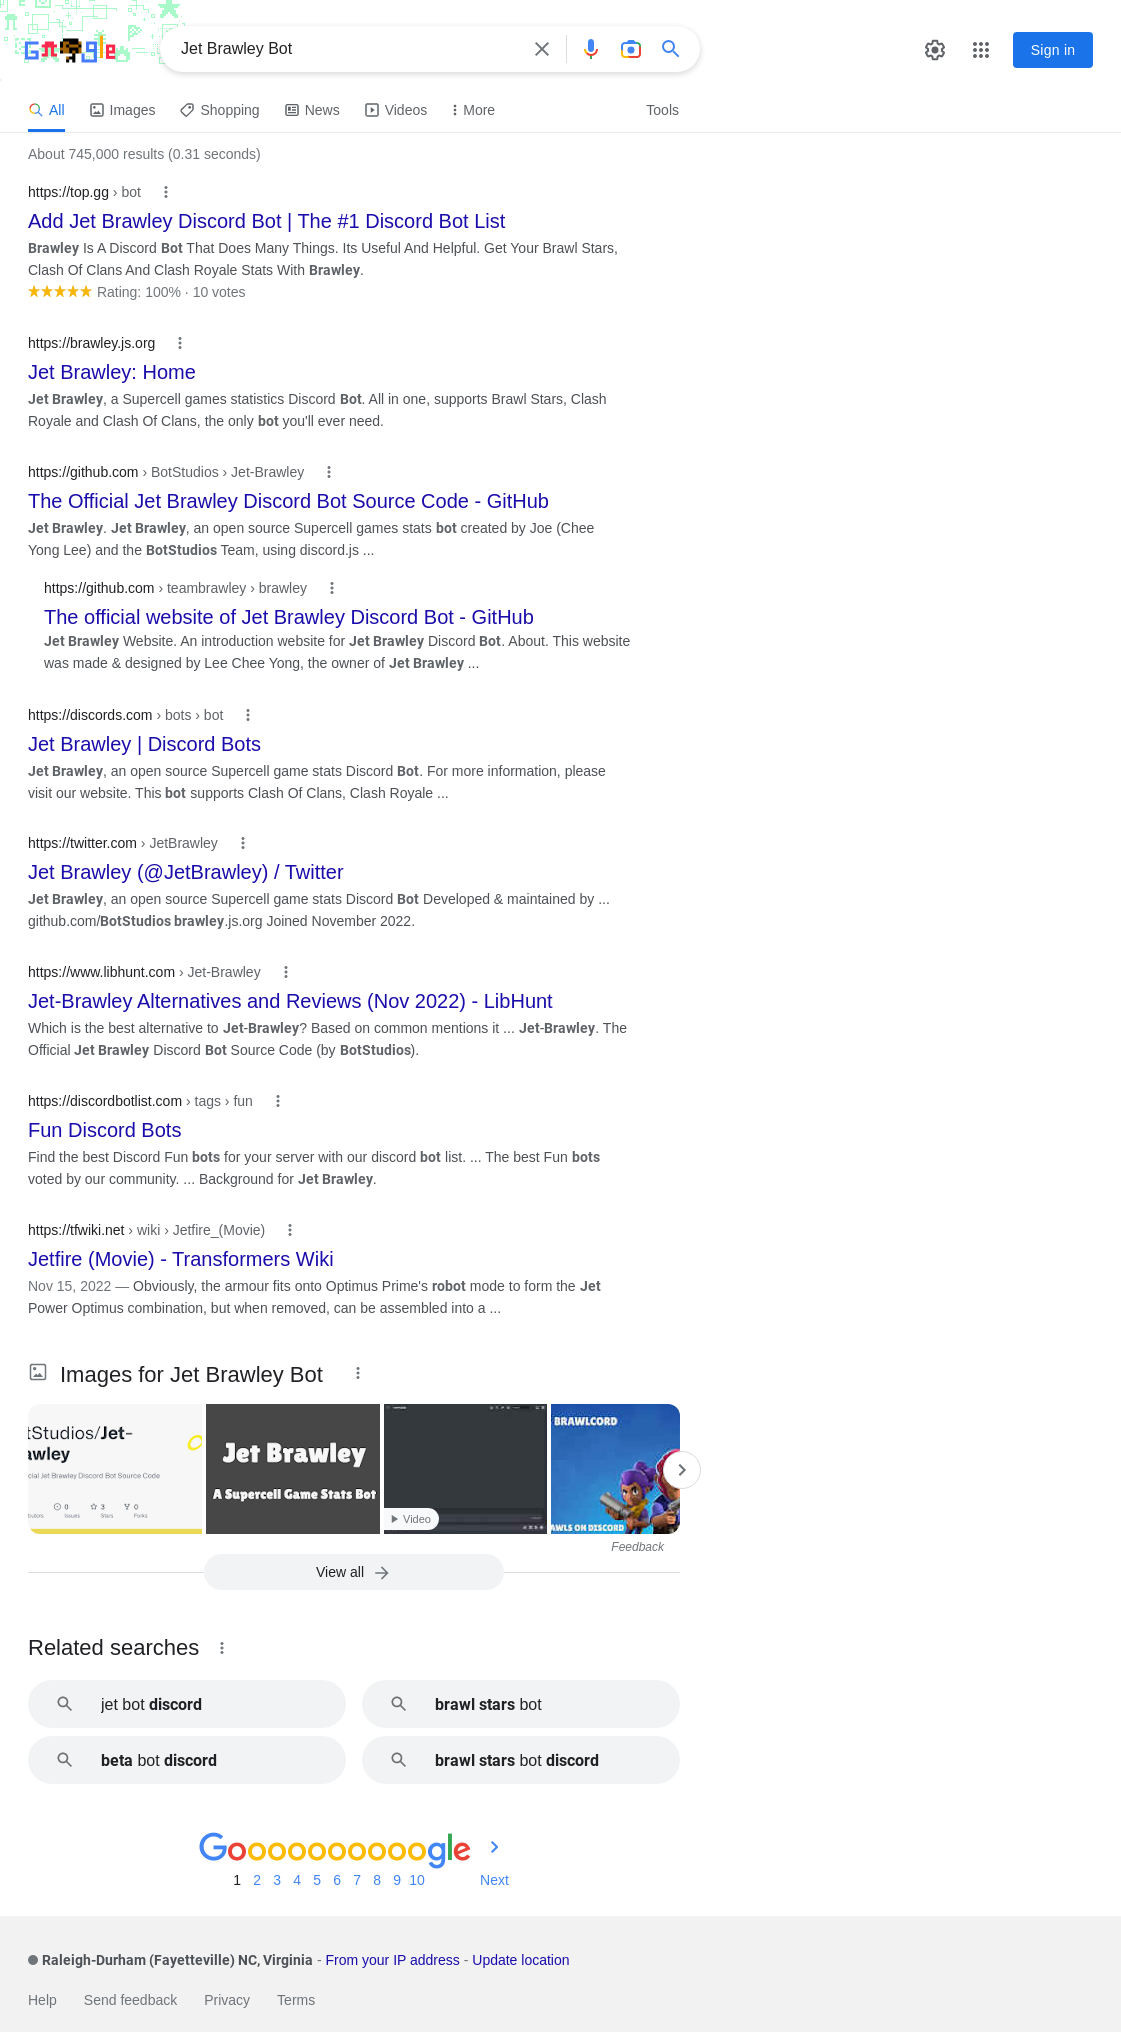 Google
Jet Brawley Bot
Sign in
All
Images
Shopping
News
Videos
More
Tools
About 745,000 results (0.31 seconds)
https://top.gg › bot
Add Jet Brawley Discord Bot | The #1 Discord Bot List
Brawley Is A Discord Bot That Does Many Things. Its Useful And Helpful. Get Your Brawl Stars,
Clash Of Clans And Clash Royale Stats With Brawley.
Rating: 100% · 10 votes
https://brawley.js.org
Jet Brawley: Home
Jet Brawley, a Supercell games statistics Discord Bot. All in one, supports Brawl Stars, Clash
Royale and Clash Of Clans, the only bot you'll ever need.
https://github.com › BotStudios › Jet-Brawley
The Official Jet Brawley Discord Bot Source Code - GitHub
Jet Brawley. Jet Brawley, an open source Supercell games stats bot created by Joe (Chee
Yong Lee) and the BotStudios Team, using discord.js ...
https://github.com › teambrawley › brawley
The official website of Jet Brawley Discord Bot - GitHub
Jet Brawley Website. An introduction website for Jet Brawley Discord Bot. About. This website
was made & designed by Lee Chee Yong, the owner of Jet Brawley ...
https://discords.com › bots › bot
Jet Brawley | Discord Bots
Jet Brawley, an open source Supercell game stats Discord Bot. For more information, please
visit our website. This bot supports Clash Of Clans, Clash Royale ...
https://twitter.com › JetBrawley
Jet Brawley (@JetBrawley) / Twitter
Jet Brawley, an open source Supercell game stats Discord Bot Developed & maintained by ...
github.com/BotStudios brawley.js.org Joined November 2022.
https://www.libhunt.com › Jet-Brawley
Jet-Brawley Alternatives and Reviews (Nov 2022) - LibHunt
Which is the best alternative to Jet-Brawley? Based on common mentions it ... Jet-Brawley. The
Official Jet Brawley Discord Bot Source Code (by BotStudios).
https://discordbotlist.com › tags › fun
Fun Discord Bots
Find the best Discord Fun bots for your server with our discord bot list. ... The best Fun bots
voted by our community. ... Background for Jet Brawley.
https://tfwiki.net › wiki › Jetfire_(Movie)
Jetfire (Movie) - Transformers Wiki
Nov 15, 2022 — Obviously, the armour fits onto Optimus Prime's robot mode to form the Jet
Power Optimus combination, but when removed, can be assembled into a ...
Images for Jet Brawley Bot
tStudios/Jet-
awley
cial Jet Brawley Discord Bot Source Code
0 3 0
butors Issues Stars Forks
Jet Brawley
A Supercell Game Stats Bot
Video
BRAWLCORD
AWLS ON DISCORD
Feedback
View all
Related searches
jet bot discord
brawl stars bot
beta bot discord
brawl stars bot discord
Goooooooooogle
1 2 3 4 5 6 7 8 9 10 Next
Raleigh-Durham (Fayetteville) NC, Virginia - From your IP address - Update location
Help Send feedback Privacy Terms